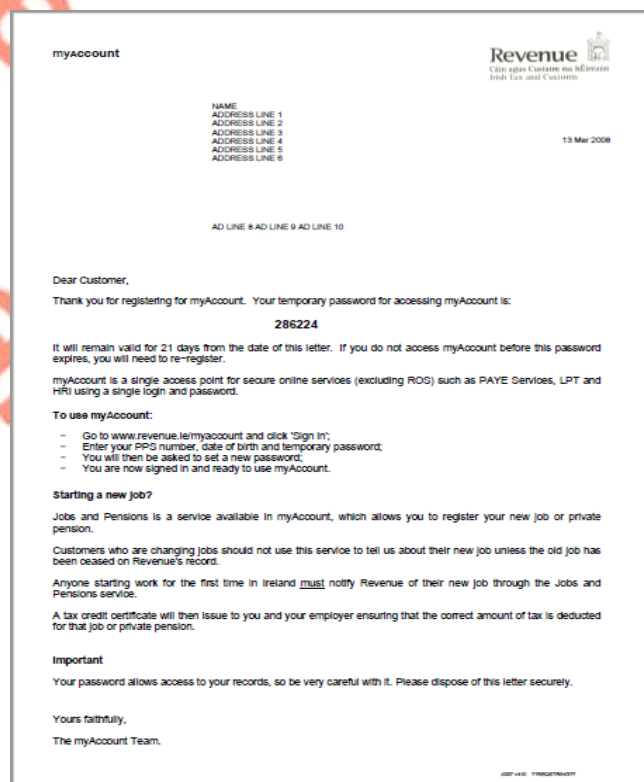 myAccount
Revenue
Cáin agus Custaim na hÉireann
Irish Tax and Customs
NAME
ADDRESS LINE 1
ADDRESS LINE 2
ADDRESS LINE 3
ADDRESS LINE 4
ADDRESS LINE 5
ADDRESS LINE 6
13 Mar 2008
AD LINE 8 AD LINE 9 AD LINE 10
Dear Customer,
Thank you for registering for myAccount. Your temporary password for accessing myAccount is:
286224
It will remain valid for 21 days from the date of this letter. If you do not access myAccount before this password
expires, you will need to re-register.
myAccount is a single access point for secure online services (excluding ROS) such as PAYE Services, LPT and
HRI using a single login and password.
To use myAccount:
- Go to www.revenue.ie/myaccount and click 'Sign in';
- Enter your PPS number, date of birth and temporary password;
- You will then be asked to set a new password;
- You are now signed in and ready to use myAccount.
Starting a new job?
Jobs and Pensions is a service available in myAccount, which allows you to register your new job or private
pension.
Customers who are changing jobs should not use this service to tell us about their new job unless the old job has
been ceased on Revenue's record.
Anyone starting work for the first time in Ireland must notify Revenue of their new job through the Jobs and
Pensions service.
A tax credit certificate will then issue to you and your employer ensuring that the correct amount of tax is deducted
for that job or private pension.
Important
Your password allows access to your records, so be very careful with it. Please dispose of this letter securely.
Yours faithfully,
The myAccount Team.